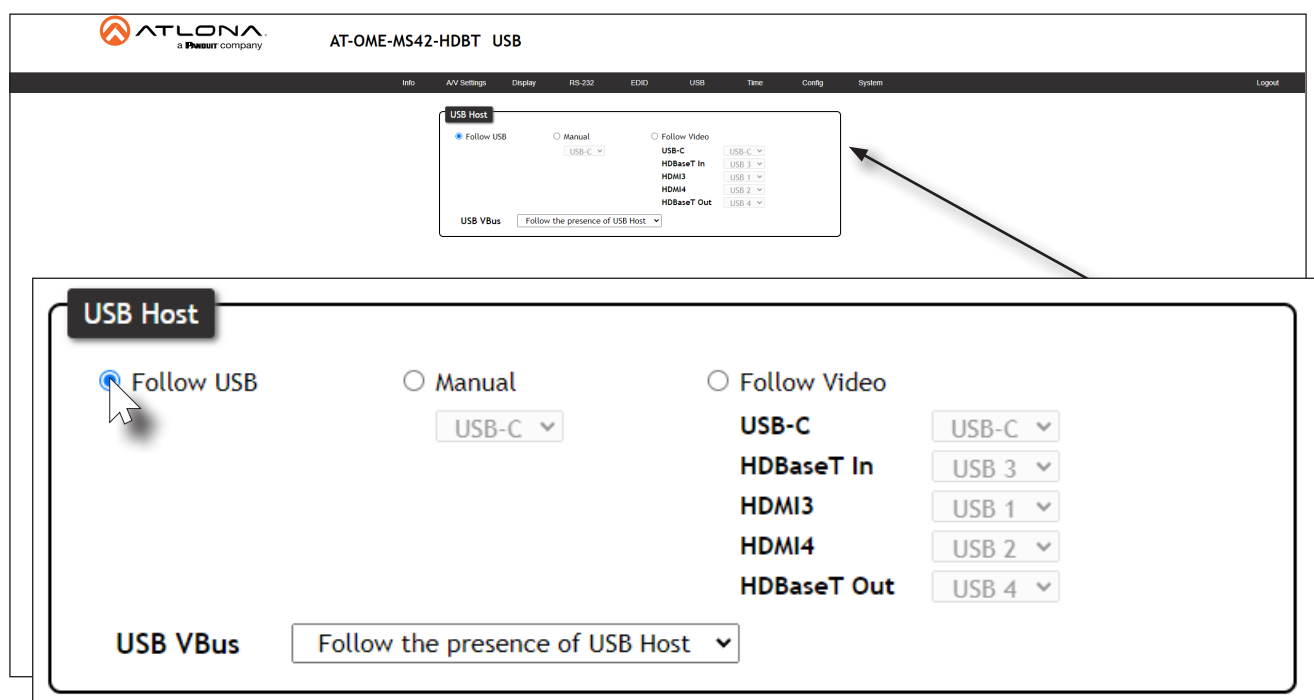 ATLONA.
a PANDUIT company
AT-OME-MS42-HDBT USB
Info A/V Settings Display RS-232 EDID USB Time Config System Logout
USB Host
Follow USB Manual Follow Video
USB-C USB-C USB-C
HDBaseT In USB 3
HDMI3 USB 1
HDMI4 USB 2
HDBaseT Out USB 4
USB VBus Follow the presence of USB Host
USB Host
Follow USB Manual Follow Video
USB-C USB-C USB-C
HDBaseT In USB 3
HDMI3 USB 1
HDMI4 USB 2
HDBaseT Out USB 4
USB VBus Follow the presence of USB Host